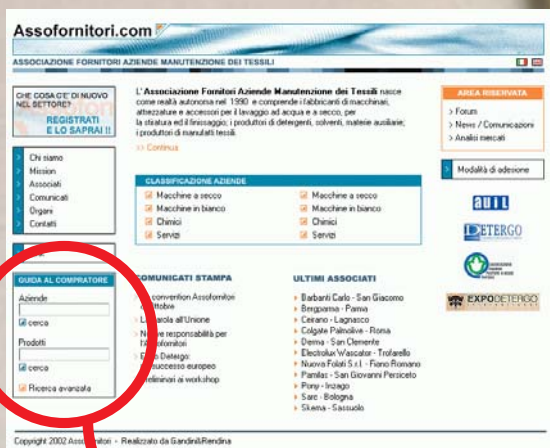 Assofornitori.com
ASSOCIAZIONE FORNITORI AZIENDE MANUTENZIONE DEI TESSILI
CHE COSA C'E' DI NUOVO
NEL SETTORE?
REGISTRATI
E LO SAPRAI !!
Chi siamo
Mission
Associati
Comunicati
Organi
Contatti
GUIDA AL COMPRATORE
Aziende
cerca
Prodotti
cerca
Ricerca avanzata
L'Associazione Fornitori Aziende Manutenzione dei Tessili nasce
come realtà autonoma nel 1990 e comprende i fabbricanti di macchinari,
attrezzature e accessori per il lavaggio ad acqua e a secco, per
la stiratura ed il finissaggio; i produttori di detergenti, solventi, materie ausiliarie;
i produttori di manufatti tessili.
>> Continua
CLASSIFICAZIONE AZIENDE
Macchine a secco
Macchine in bianco
Chimici
Servizi
Macchine a secco
Macchine in bianco
Chimici
Servizi
COMUNICATI STAMPA
convention Assofornitori
ottobre
parola all'Unione
responsabilità per
l'Assofornitori
Detergo:
successo europeo
Preliminari ai workshop
ULTIMI ASSOCIATI
Barbanti Carlo - San Giacomo
Bergparma - Parma
Ceirano - Lagnasco
Colgate Palmolive - Roma
Derma - San Clemente
Electrolux Wascator - Trofarello
Nuova Folati S.r.l. - Fiano Romano
Pamilas - San Giovanni Persiceto
Pony - Inzago
Sarc - Bologna
Skema - Sassuolo
AREA RISERVATA
> Forum
> News / Comunicazioni
> Analisi mercati
Modalità di adesione
auil
DETERGO
EXPODETERGO
Copyright 2002 Assofornitori - Realizzato da Gandini&Rendina